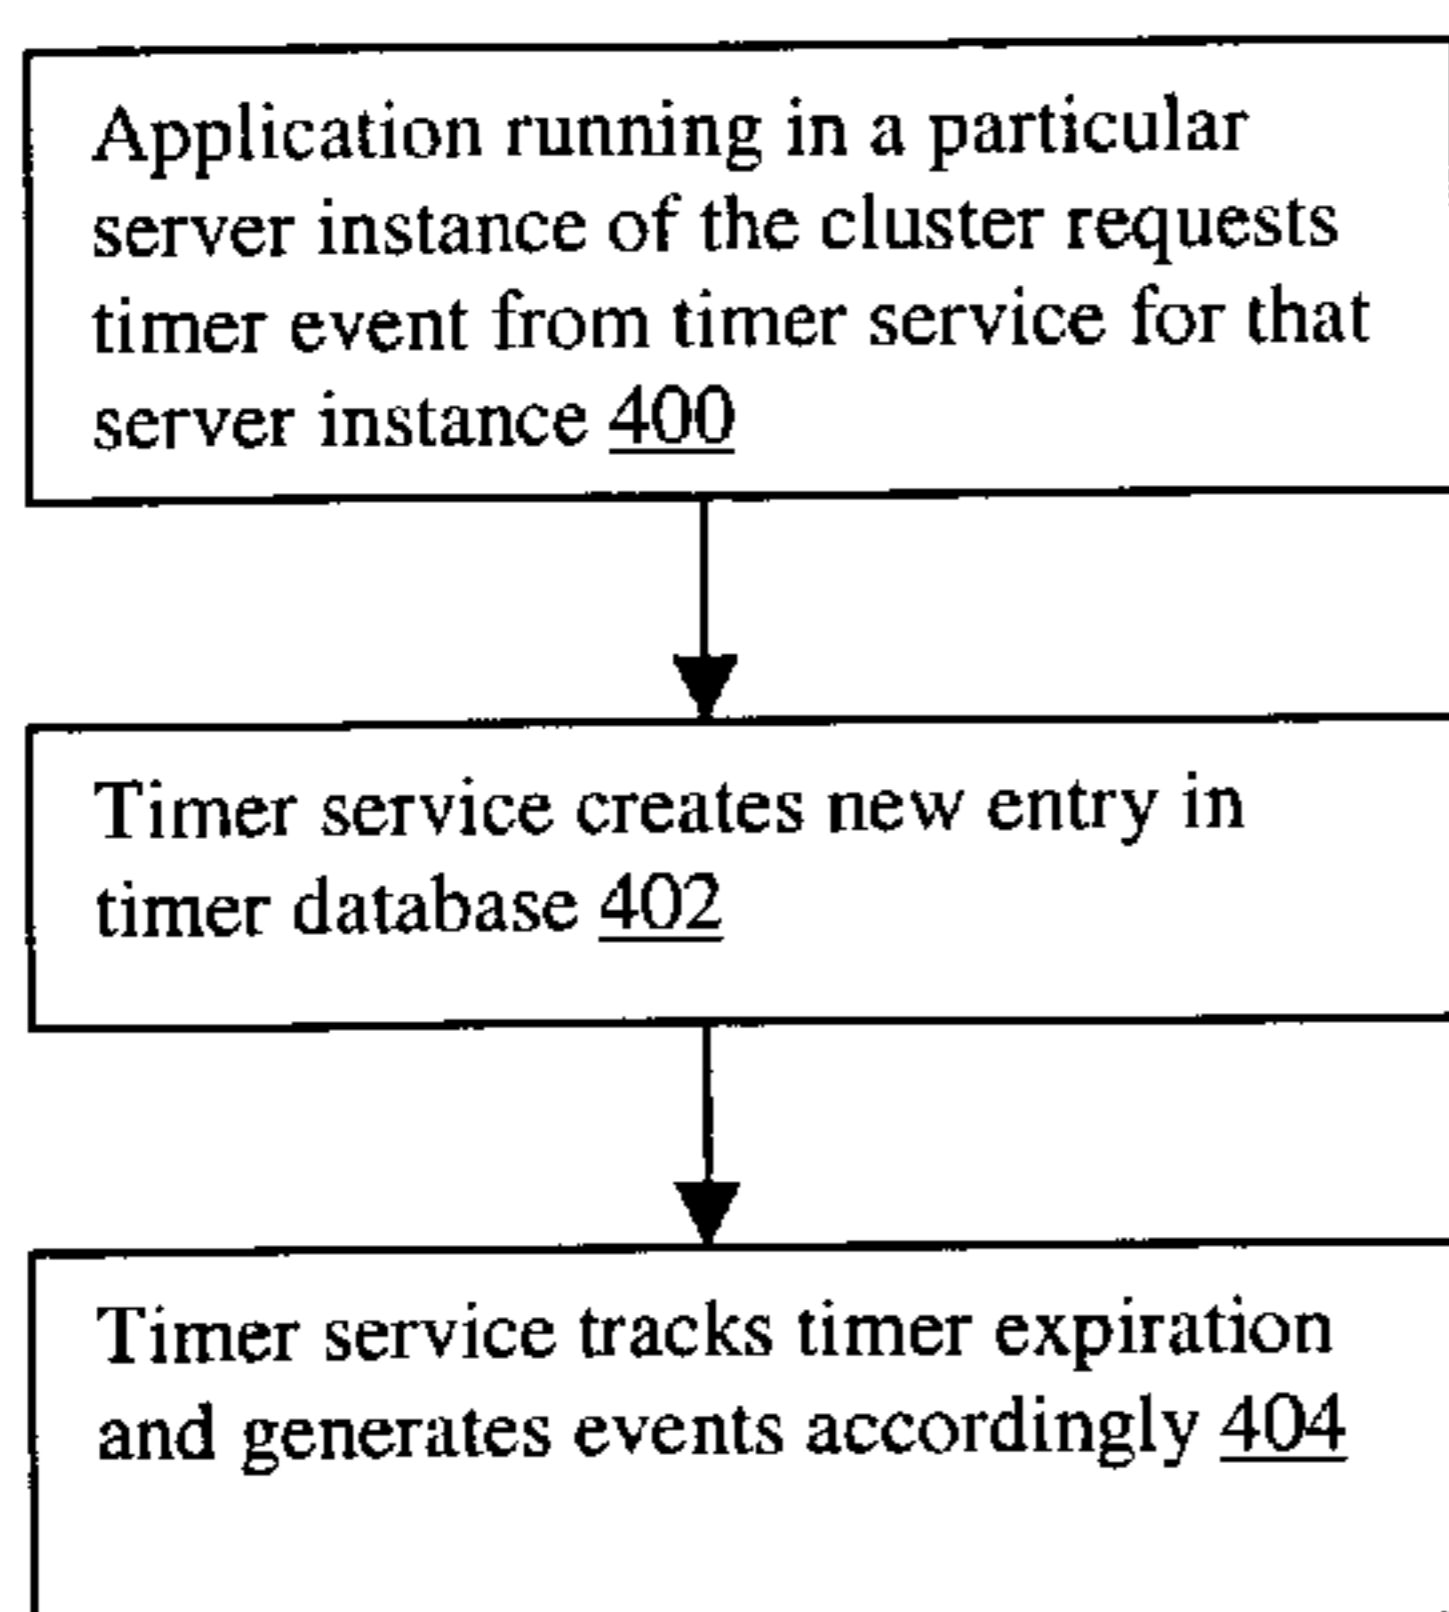 Application running in a particular
server instance of the cluster requests
timer event from timer service for that
server instance 400
Timer service creates new entry in
timer database 402
Timer service tracks timer expiration
and generates events accordingly 404